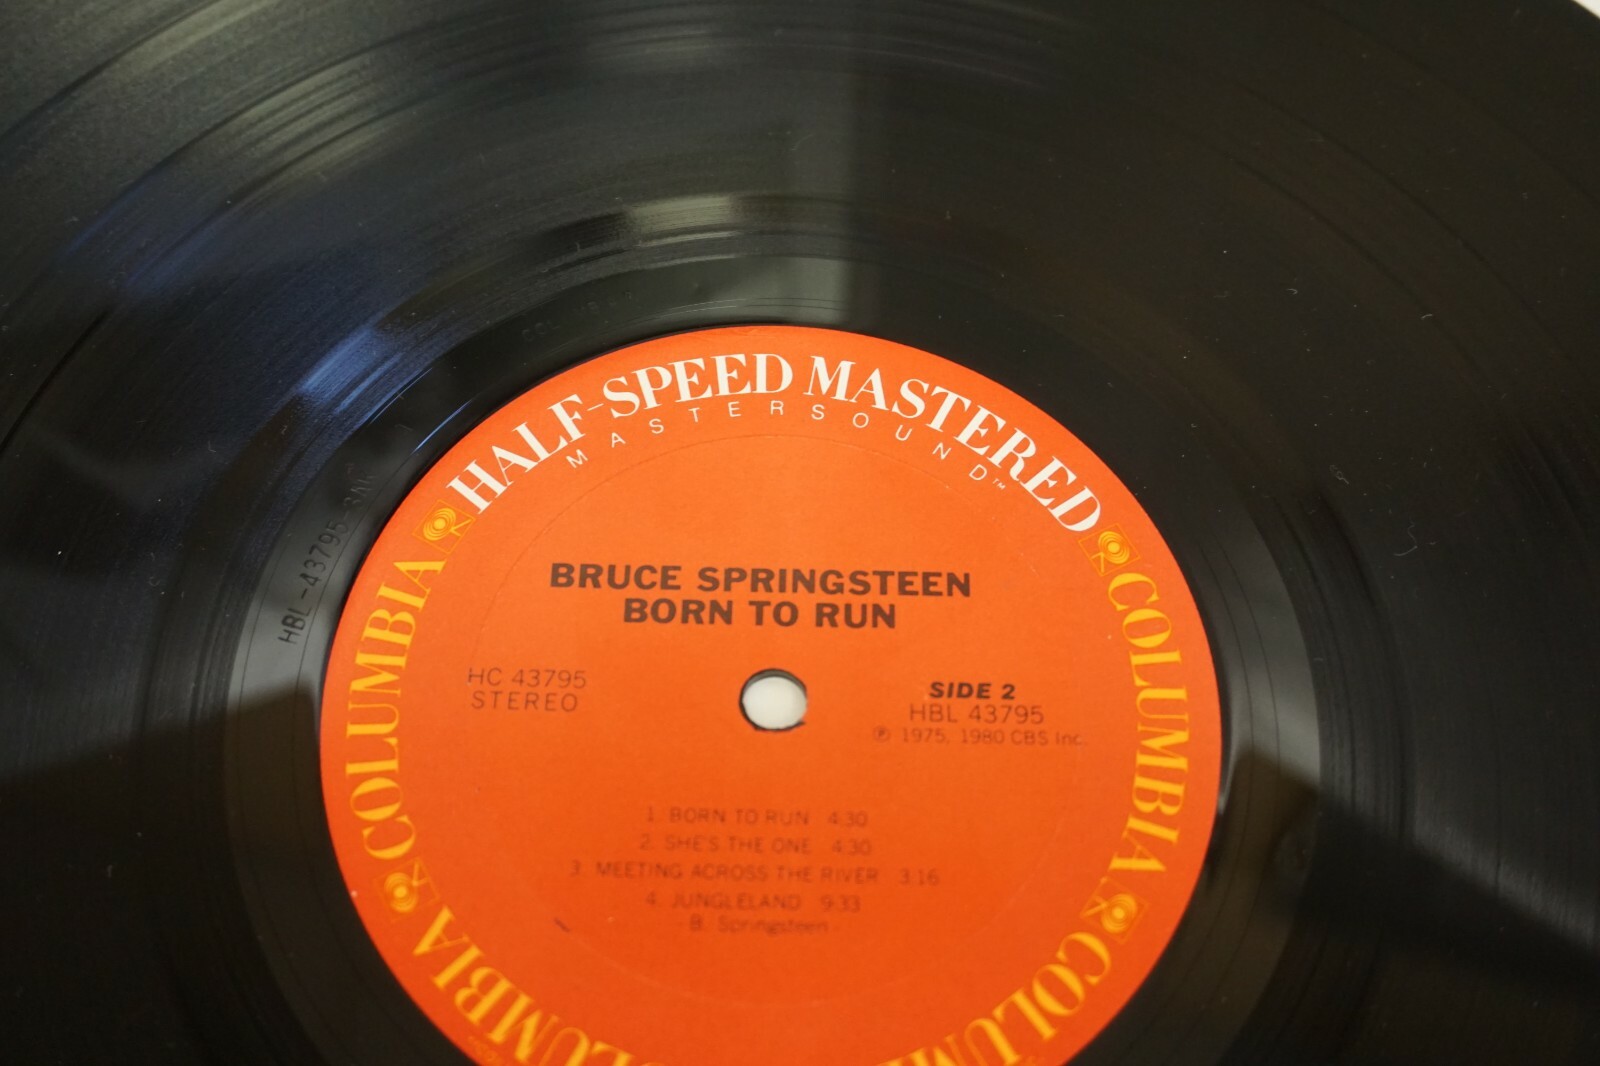 HALF-SPEED MASTERED
MASTERSOUND™
BRUCE SPRINGSTEEN
BORN TO RUN
HC 43795
STEREO
SIDE 2
HBL 43795
℗ 1975, 1980 CBS Inc.
1. BORN TO RUN 4:30
2. SHE'S THE ONE 4:30
3. MEETING ACROSS THE RIVER 3:16
4. JUNGLELAND 9:33
- B. Springsteen -
COLUMBIA
COLUMBIA
COLUMBIA
COLUM
HBL-43795